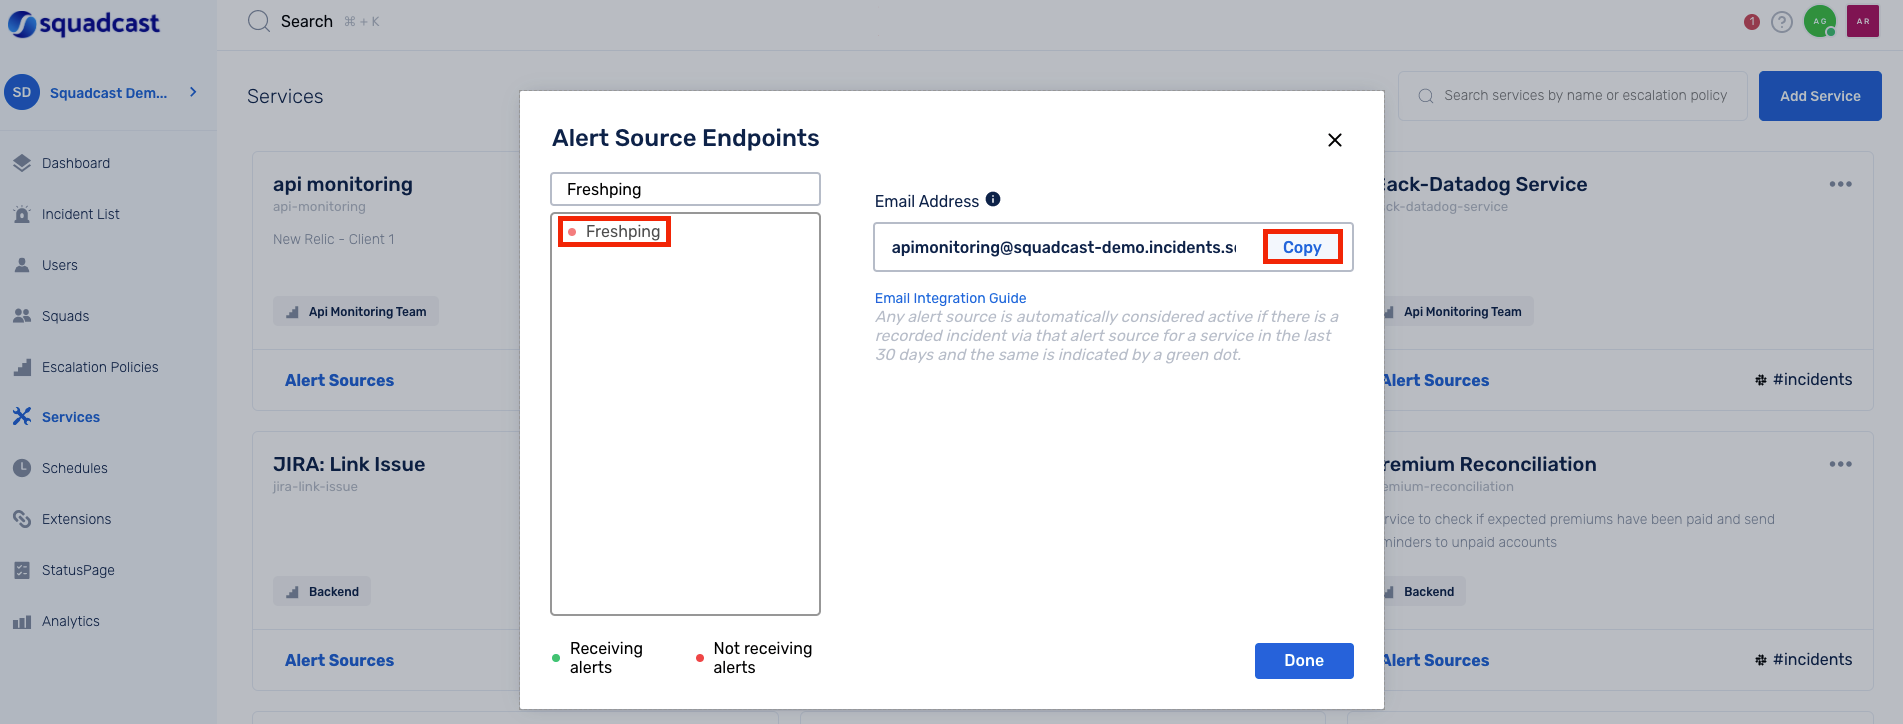 squadcast
Search ⌘ + K
1
AG
AR
SD Squadcast Dem...
Dashboard
Incident List
Users
Squads
Escalation Policies
Services
Schedules
Extensions
StatusPage
Analytics
Services
Search services by name or escalation policy
Add Service
api monitoring
api-monitoring
New Relic - Client 1
Api Monitoring Team
Alert Sources
JIRA: Link Issue
jira-link-issue
Backend
Alert Sources
Alert Source Endpoints
Freshping
Freshping
Receiving
alerts
Not receiving
alerts
Email Address
apimonitoring@squadcast-demo.incidents.s
Copy
Email Integration Guide
Any alert source is automatically considered active if there is a
recorded incident via that alert source for a service in the last
30 days and the same is indicated by a green dot.
Done
ack-Datadog Service
ck-datadog-service
Api Monitoring Team
Alert Sources
#incidents
remium Reconciliation
emium-reconciliation
rvice to check if expected premiums have been paid and send
minders to unpaid accounts
Backend
Alert Sources
#incidents